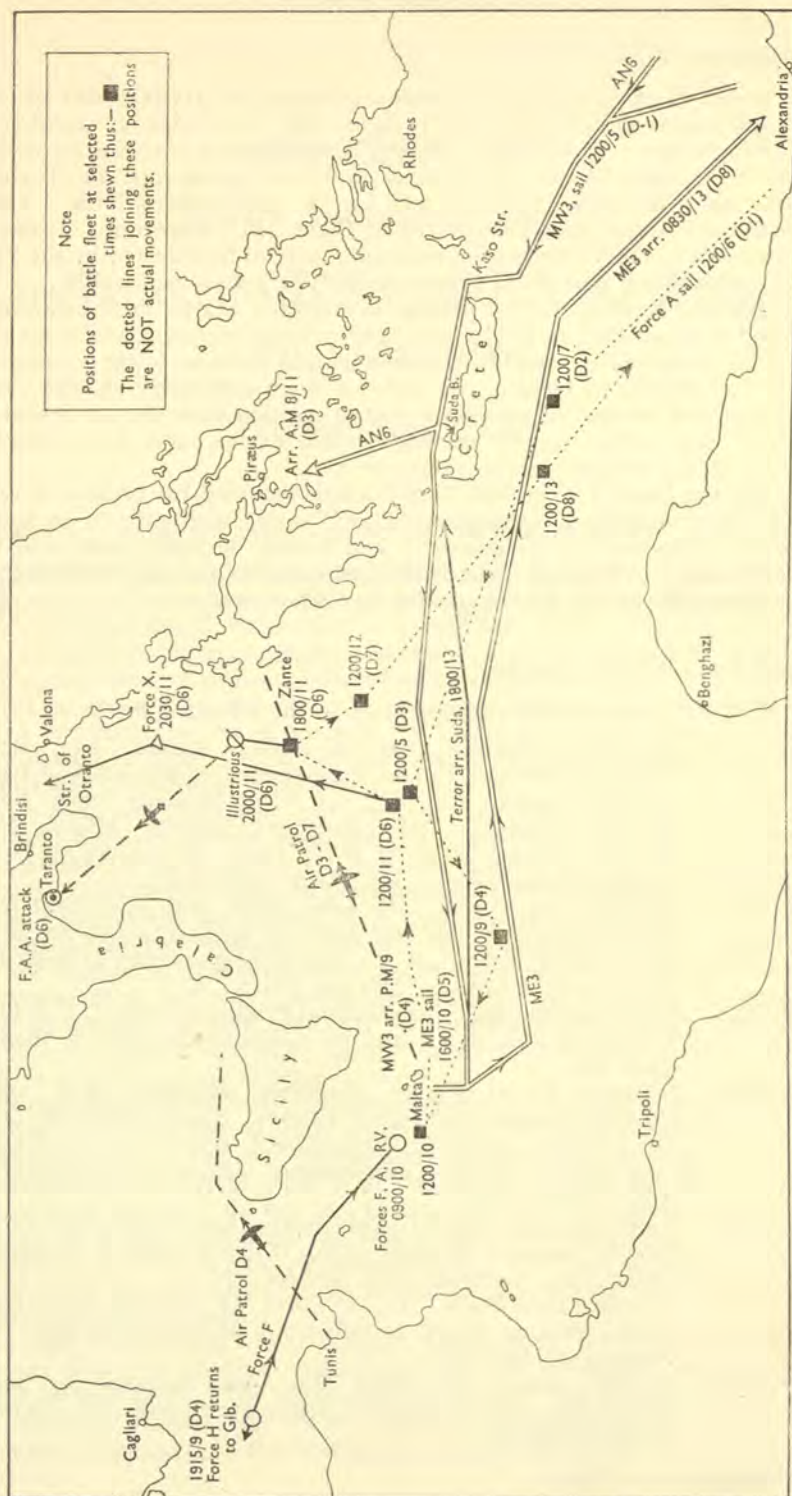 Note
Positions of battle fleet at selected
times shewn thus:–
The dotted lines joining these positions
are NOT actual movements.
Cagliari
1915/9 (D4)
Force H returns
to Gib.
Force F
Air Patrol D4
Tunis
Sicily
Forces F, A, RV.
0900/10
1200/10
Malta
MW3 arr. P.M/9
(D4)
ME3 sail
1600/10 (D5)
Tripoli
F.A.A. attack
(D6)
Taranto
Brindisi
Calabria
Str. of
Otranto
Valona
Force X,
2030/11
(D6)
Illustrious
2000/11
(D6)
Zante
1800/11
(D6)
Air Patrol
D3 - D7
1200/11 (D6)
1200/5 (D3)
1200/12
(D7)
1200/9 (D4)
ME3
Terror arr. Suda, 1800/13
Benghazi
Piræus
Arr. A.M 8/11
(D3)
AN6
Suda B.
Crete
Kaso Str.
Rhodes
1200/13
(D8)
1200/7
(D2)
MW3, sail 1200/5 (D-1)
AN6
ME3 arr. 0830/13 (D8)
Force A sail 1200/6 (D1)
Alexandria